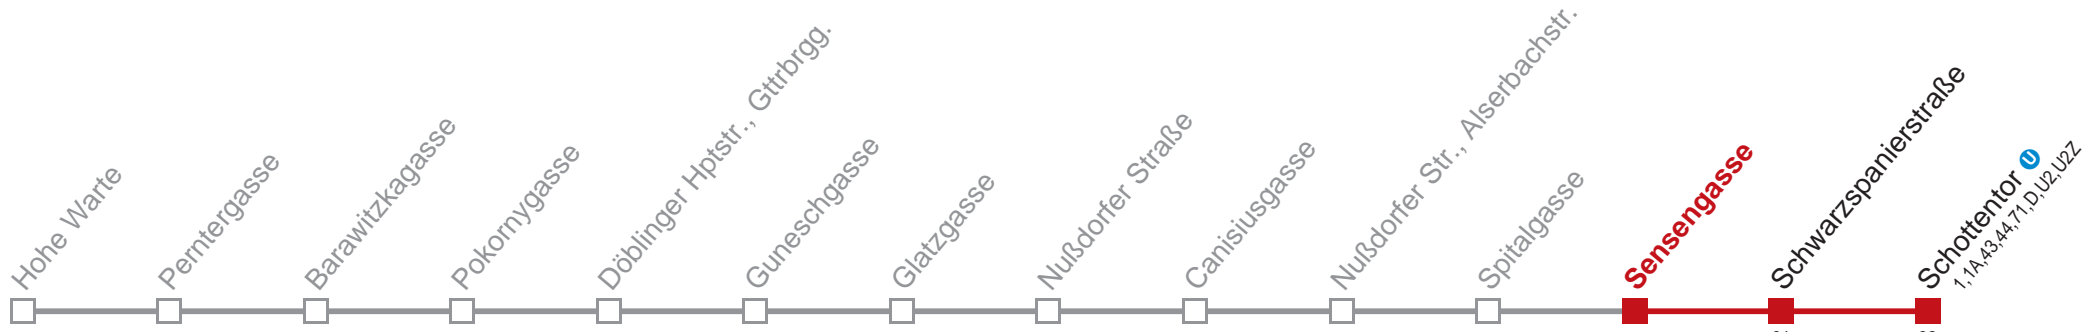 Hohe Warte
Perntergasse
Barawitzkagasse
Pokornygasse
Döblinger Hptstr., Gttrbrgg.
Guneschgasse
Glatzgasse
Nußdorfer Straße
Canisiusgasse
Nußdorfer Str., Alserbachstr.
Spitalgasse
Sensengasse
Schwarzspanierstraße
Schottentor U
1,1A,43,44,71,D,U2,U2Z